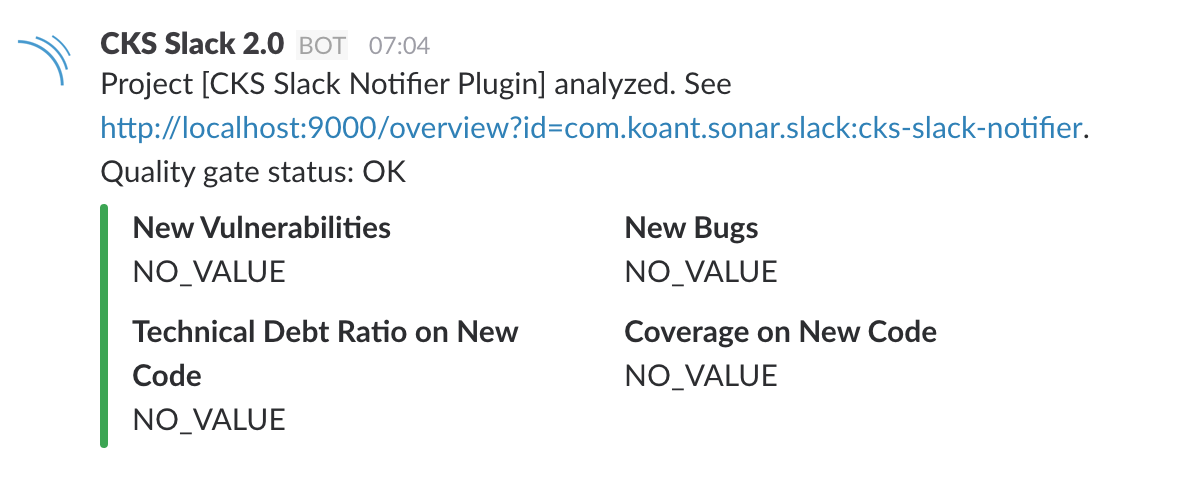 CKS Slack 2.0 BOT 07:04
Project [CKS Slack Notifier Plugin] analyzed. See
http://localhost:9000/overview?id=com.koant.sonar.slack:cks-slack-notifier.
Quality gate status: OK
New Vulnerabilities
NO_VALUE
New Bugs
NO_VALUE
Technical Debt Ratio on New
Code
NO_VALUE
Coverage on New Code
NO_VALUE